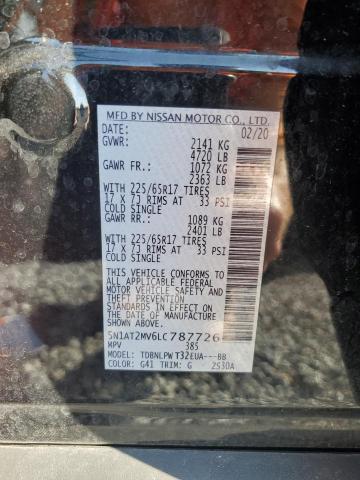 MFD BY NISSAN MOTOR CO., LTD.
DATE: 02/20
GVWR: 2141 KG
4720 LB
GAWR FR.: 1072 KG
2363 LB
WITH 225/65R17 TIRES
17 X 7J RIMS AT 33 PSI
COLD SINGLE
GAWR RR.: 1089 KG
2401 LB
WITH 225/65R17 TIRES
17 X 7J RIMS AT 33 PSI
COLD SINGLE
THIS VEHICLE CONFORMS TO
ALL APPLICABLE FEDERAL
MOTOR VEHICLE SAFETY AND
THEFT PREVENTION
STANDARDS IN EFFECT ON
THE DATE OF MANUFACTURE
SHOWN ABOVE.
5N1AT2MV6LC787726
MPV 385
MODEL: TDBNLPWT32EUA---BB
COLOR: G41 TRIM: G 2530A